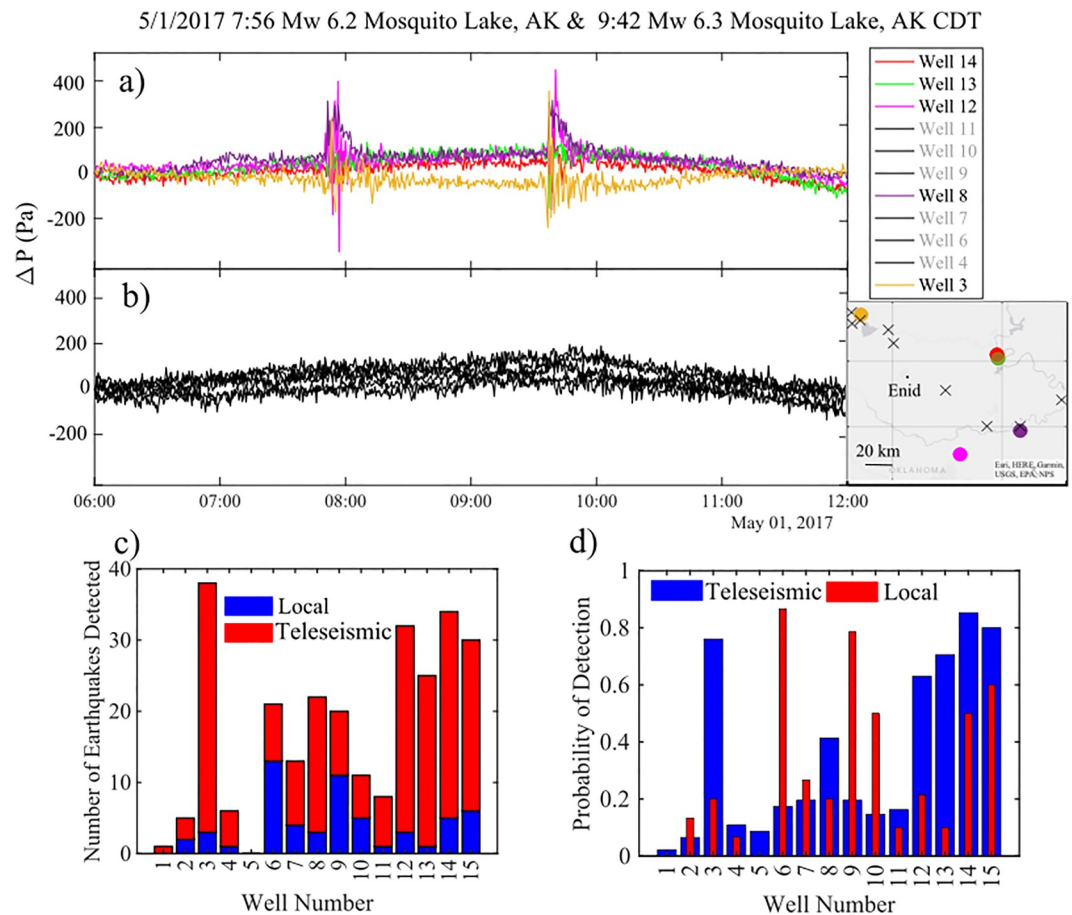 5/1/2017 7:56 Mw 6.2 Mosquito Lake, AK & 9:42 Mw 6.3 Mosquito Lake, AK CDT
a)
400
200
0
-200
ΔP (Pa)
b)
400
200
0
-200
06:00 07:00 08:00 09:00 10:00 11:00 12:00
May 01, 2017
Well 14
Well 13
Well 12
Well 11
Well 10
Well 9
Well 8
Well 7
Well 6
Well 4
Well 3
Enid
20 km
OKLAHOMA
Esri, HERE, Garmin,
USGS, EPA, NPS
c)
40
30
20
10
0
Number of Earthquakes Detected
Local
Teleseismic
1 2 3 4 5 6 7 8 9 10 11 12 13 14 15
Well Number
d)
1
0.8
0.6
0.4
0.2
0
Probability of Detection
Teleseismic Local
1 2 3 4 5 6 7 8 9 10 11 12 13 14 15
Well Number